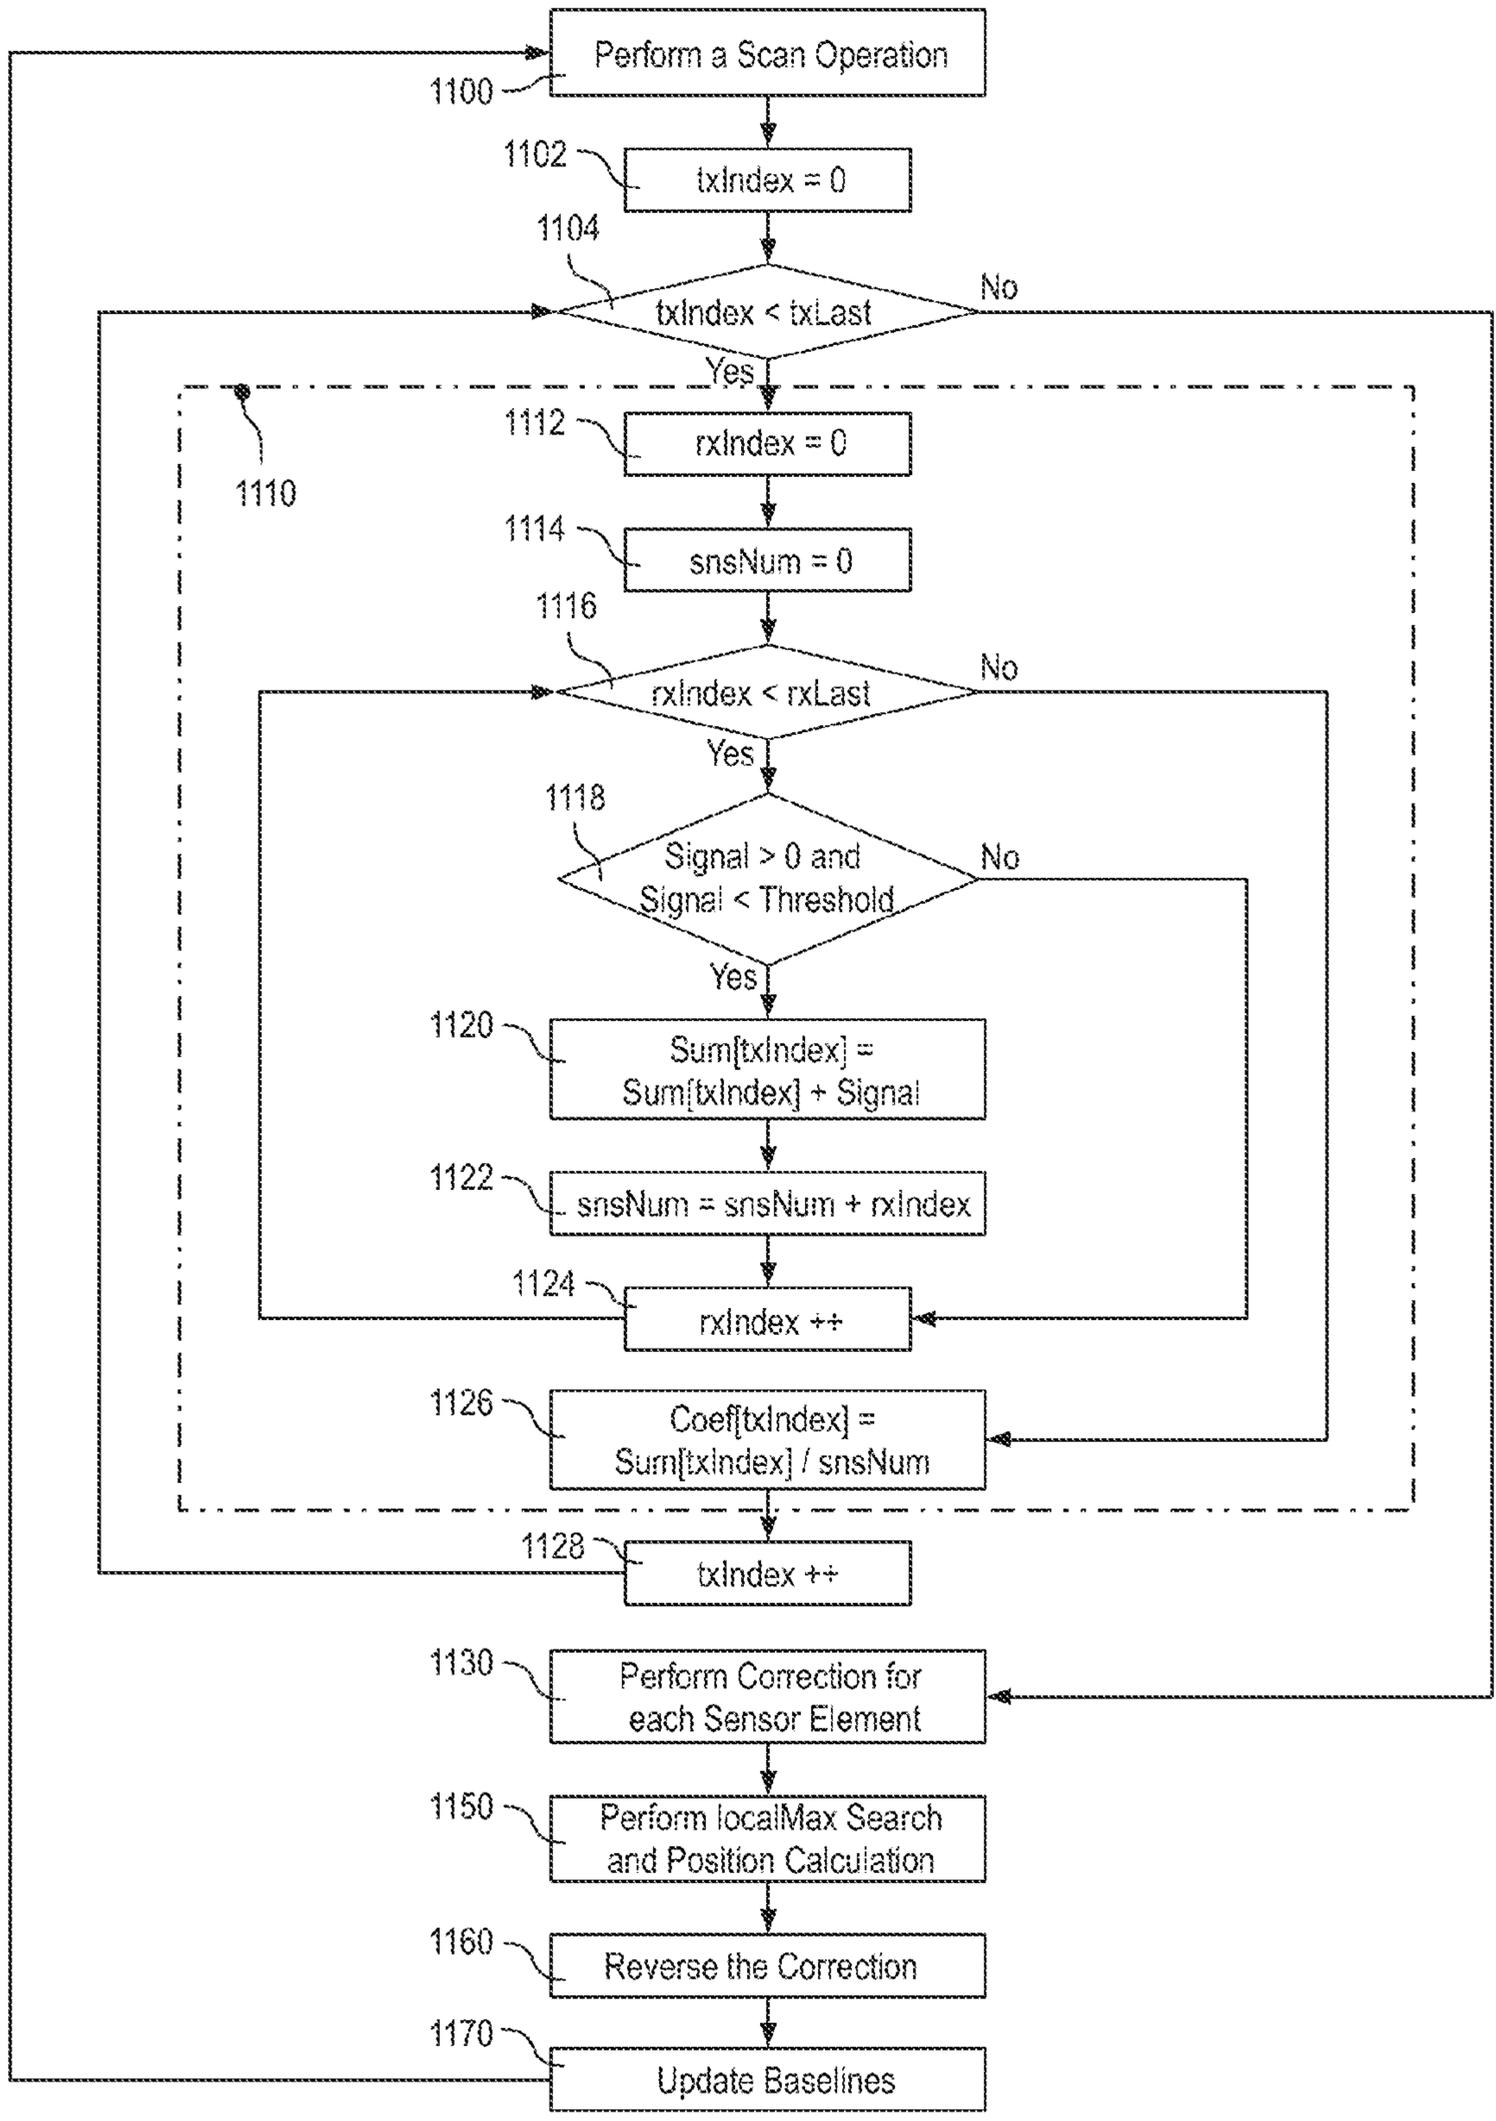 Perform a Scan Operation
1100
1102
txIndex = 0
1104
txIndex < txLast
No
Yes
1110
1112
rxIndex = 0
1114
snsNum = 0
1116
rxIndex < rxLast
No
Yes
1118
Signal > 0 and
Signal < Threshold
No
Yes
1120
Sum[txIndex] =
Sum[txIndex] + Signal
1122
snsNum = snsNum + rxIndex
1124
rxIndex ++
1126
Coef[txIndex] =
Sum[txIndex] / snsNum
1128
txIndex ++
1130
Perform Correction for
each Sensor Element
1150
Perform localMax Search
and Position Calculation
1160
Reverse the Correction
1170
Update Baselines